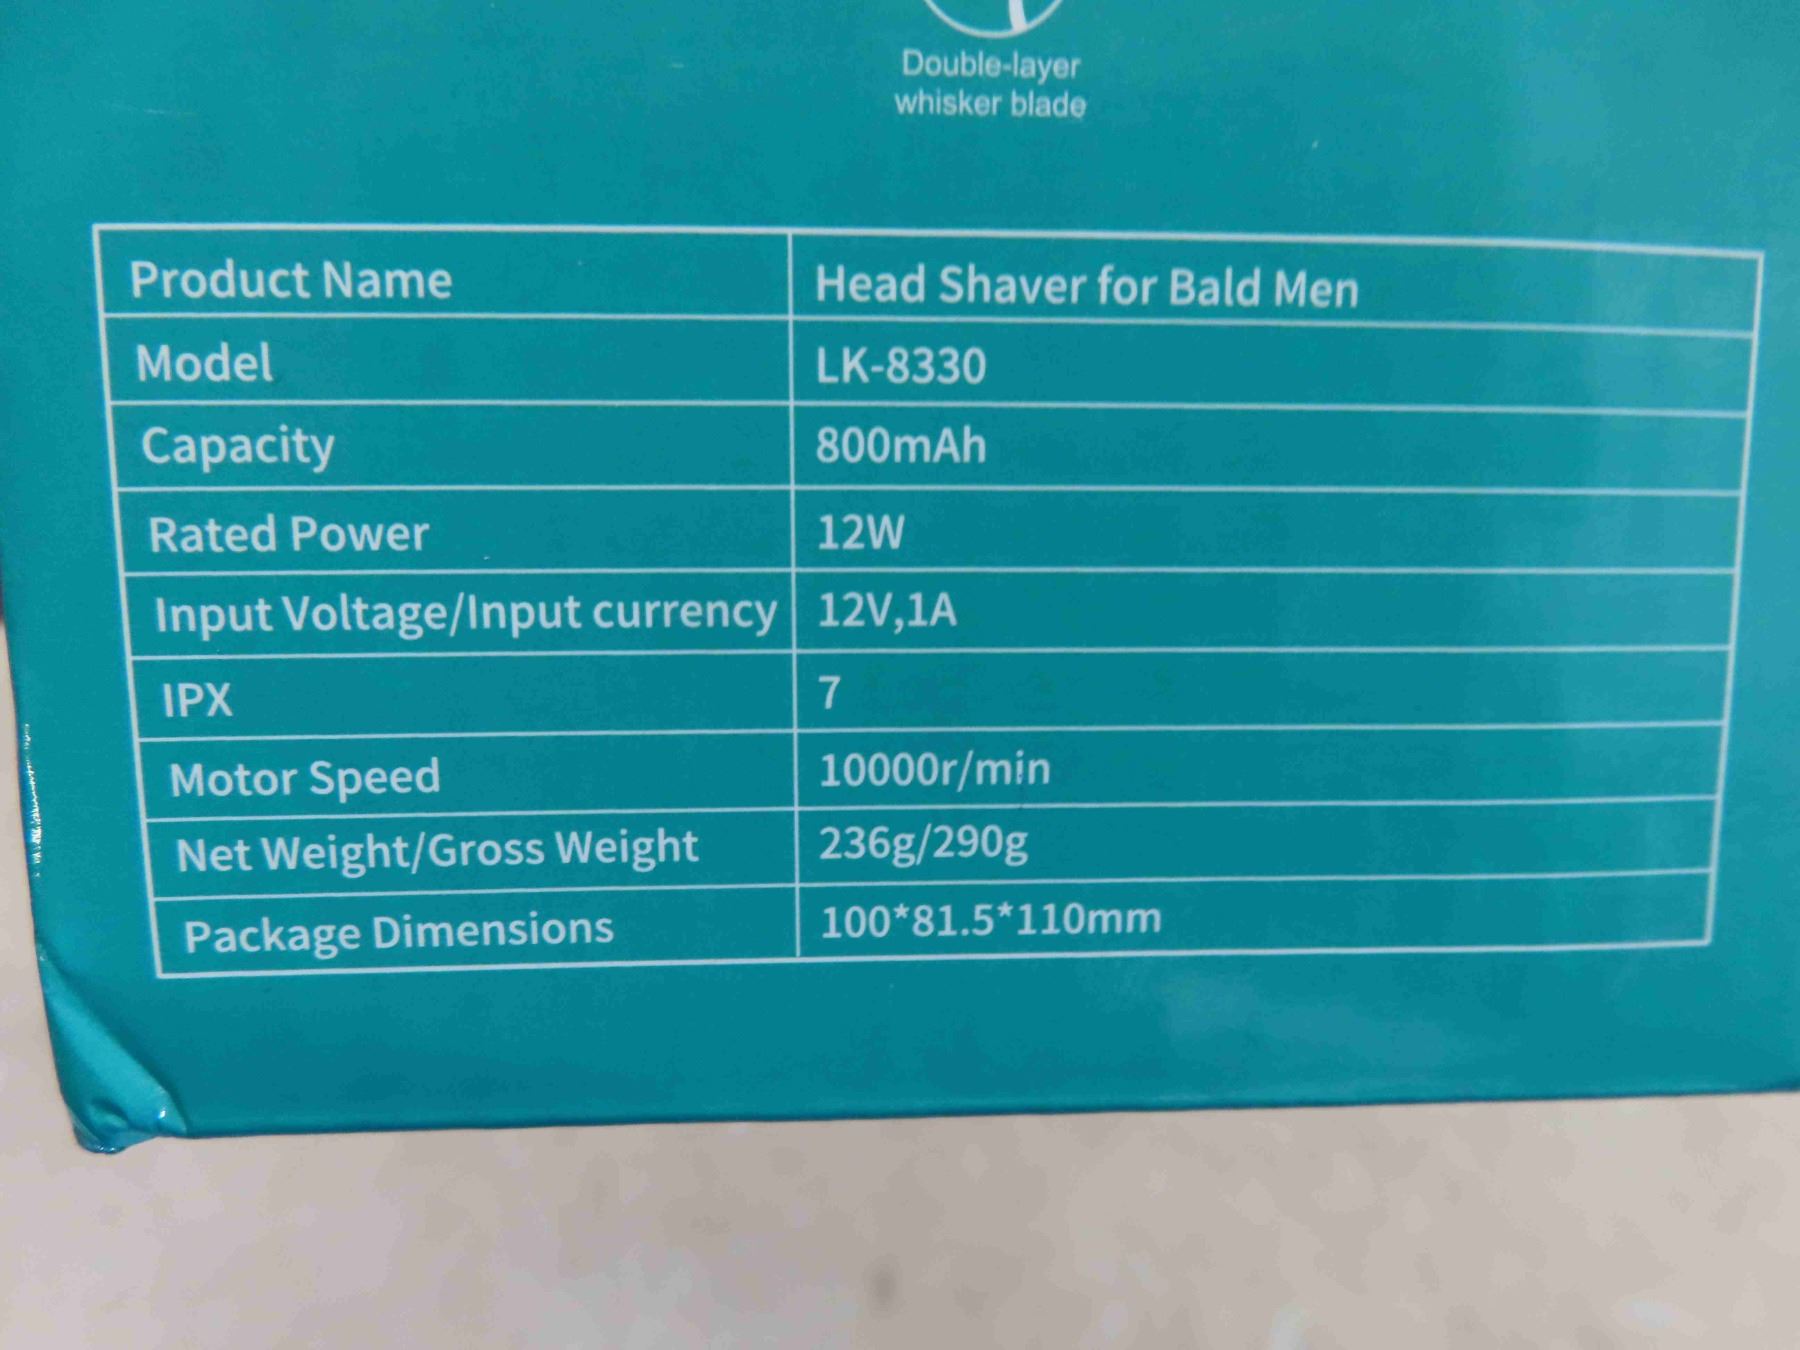 Double-layer
whisker blade
Product Name Head Shaver for Bald Men
Model LK-8330
Capacity 800mAh
Rated Power 12W
Input Voltage/Input currency 12V,1A
IPX 7
Motor Speed 10000r/min
Net Weight/Gross Weight 236g/290g
Package Dimensions 100*81.5*110mm